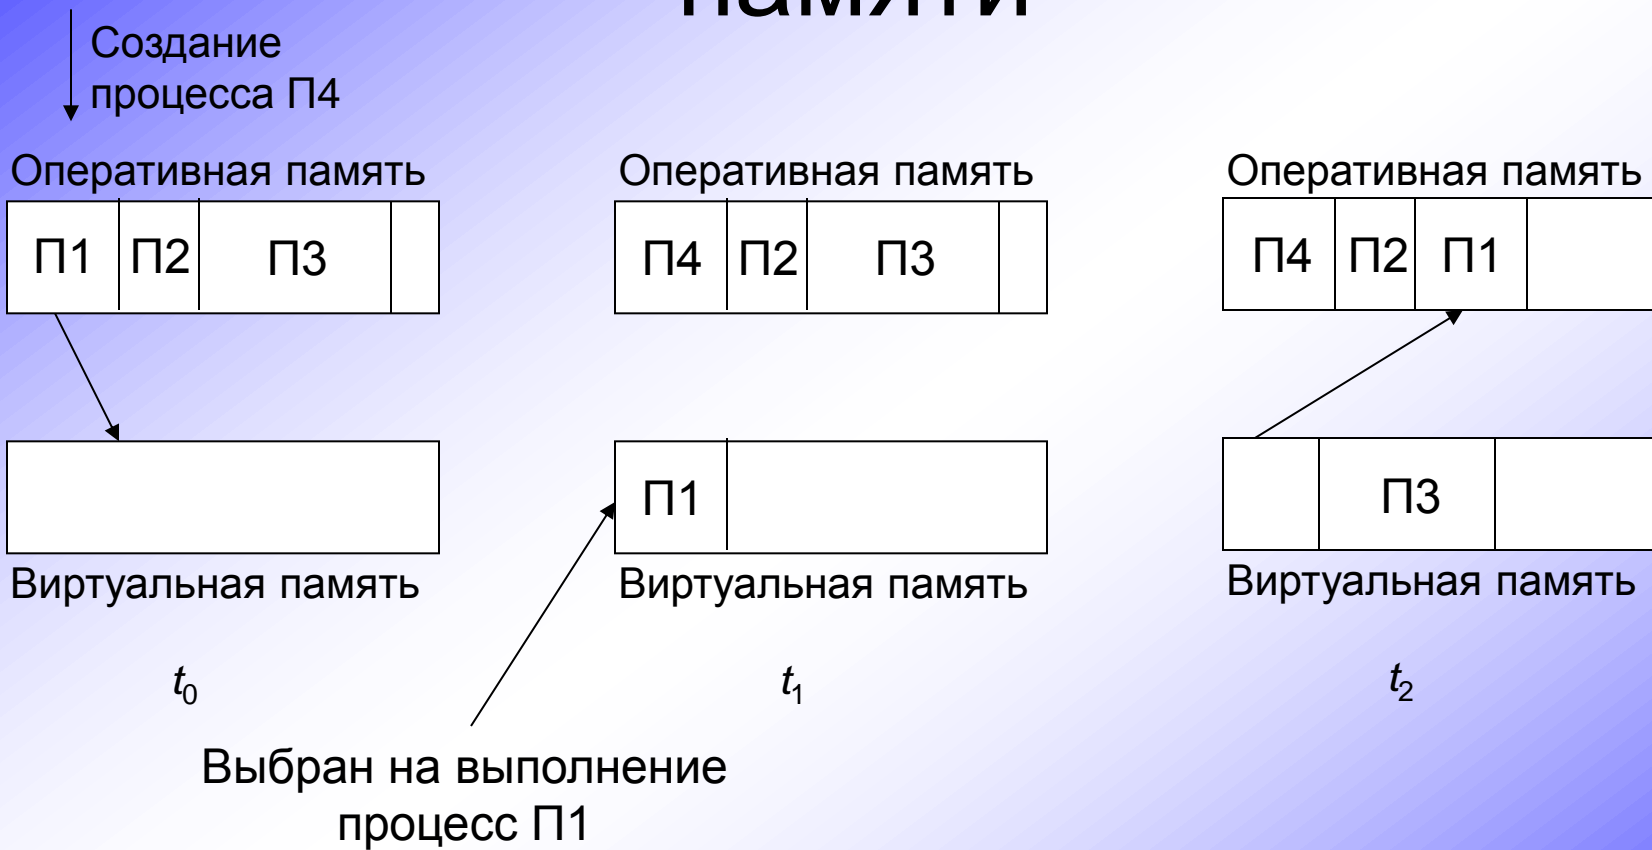 памяти
Создание
процесса П4
Оперативная память
П1 П2 П3
Виртуальная память
t0
Оперативная память
П4 П2 П3
П1
Виртуальная память
t1
Выбран на выполнение
процесс П1
Оперативная память
П4 П2 П1
П3
Виртуальная память
t2